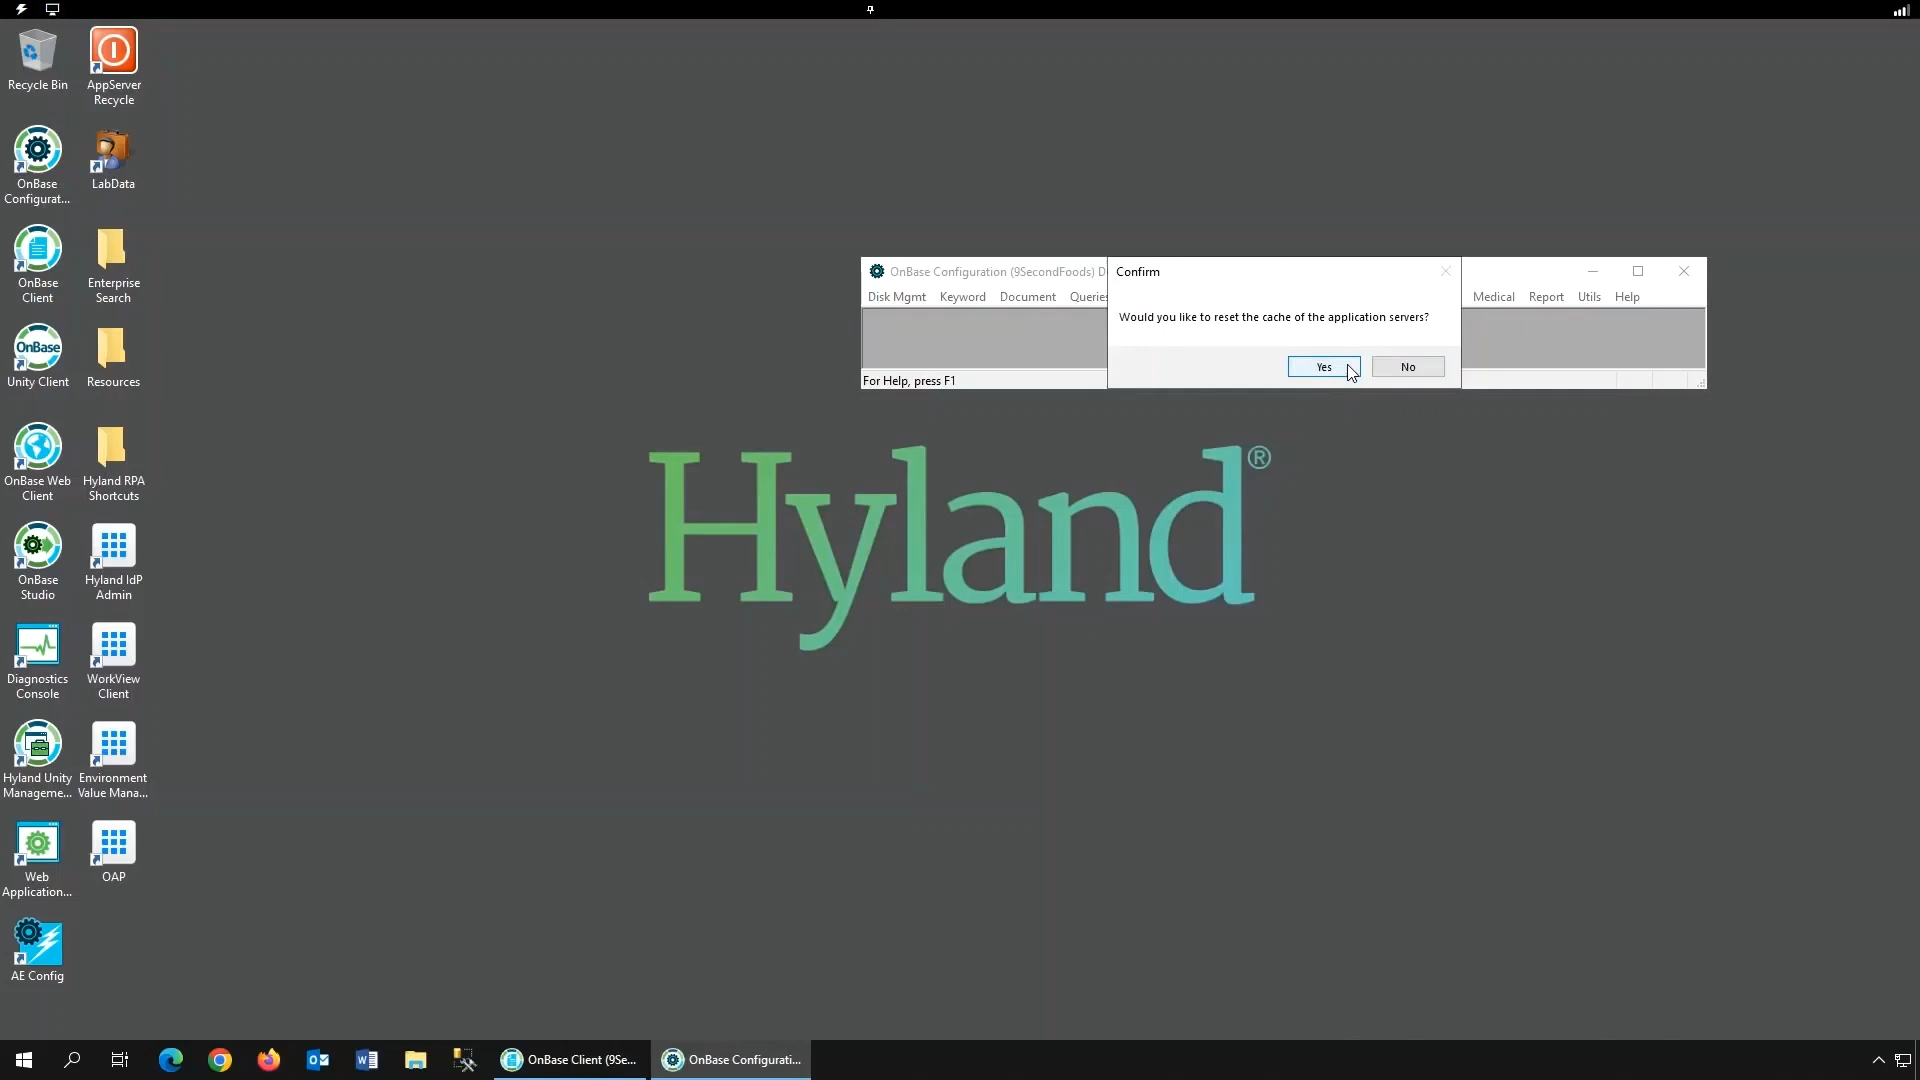 Recycle Bin
AppServer
Recycle
OnBase
Configurat...
LabData
OnBase
Client
Enterprise
Search
OnBase
Unity Client
Resources
OnBase Web
Client
Hyland RPA
Shortcuts
OnBase
Studio
Hyland IdP
Admin
Diagnostics
Console
WorkView
Client
Hyland Unity
Manageme...
Environment
Value Mana...
Web
Application...
OAP
AE Config
OnBase Configuration (9SecondFoods) D
Disk Mgmt Keyword Document Queries
Medical Report Utils Help
For Help, press F1
Confirm
Would you like to reset the cache of the application servers?
Yes No
Hyland®
OnBase Client (9Se...
OnBase Configurati...